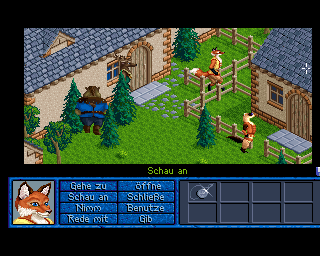 Schau an
Gehe zu öffne
Schau an Schließe
Nimm Benutze
Rede mit Gib